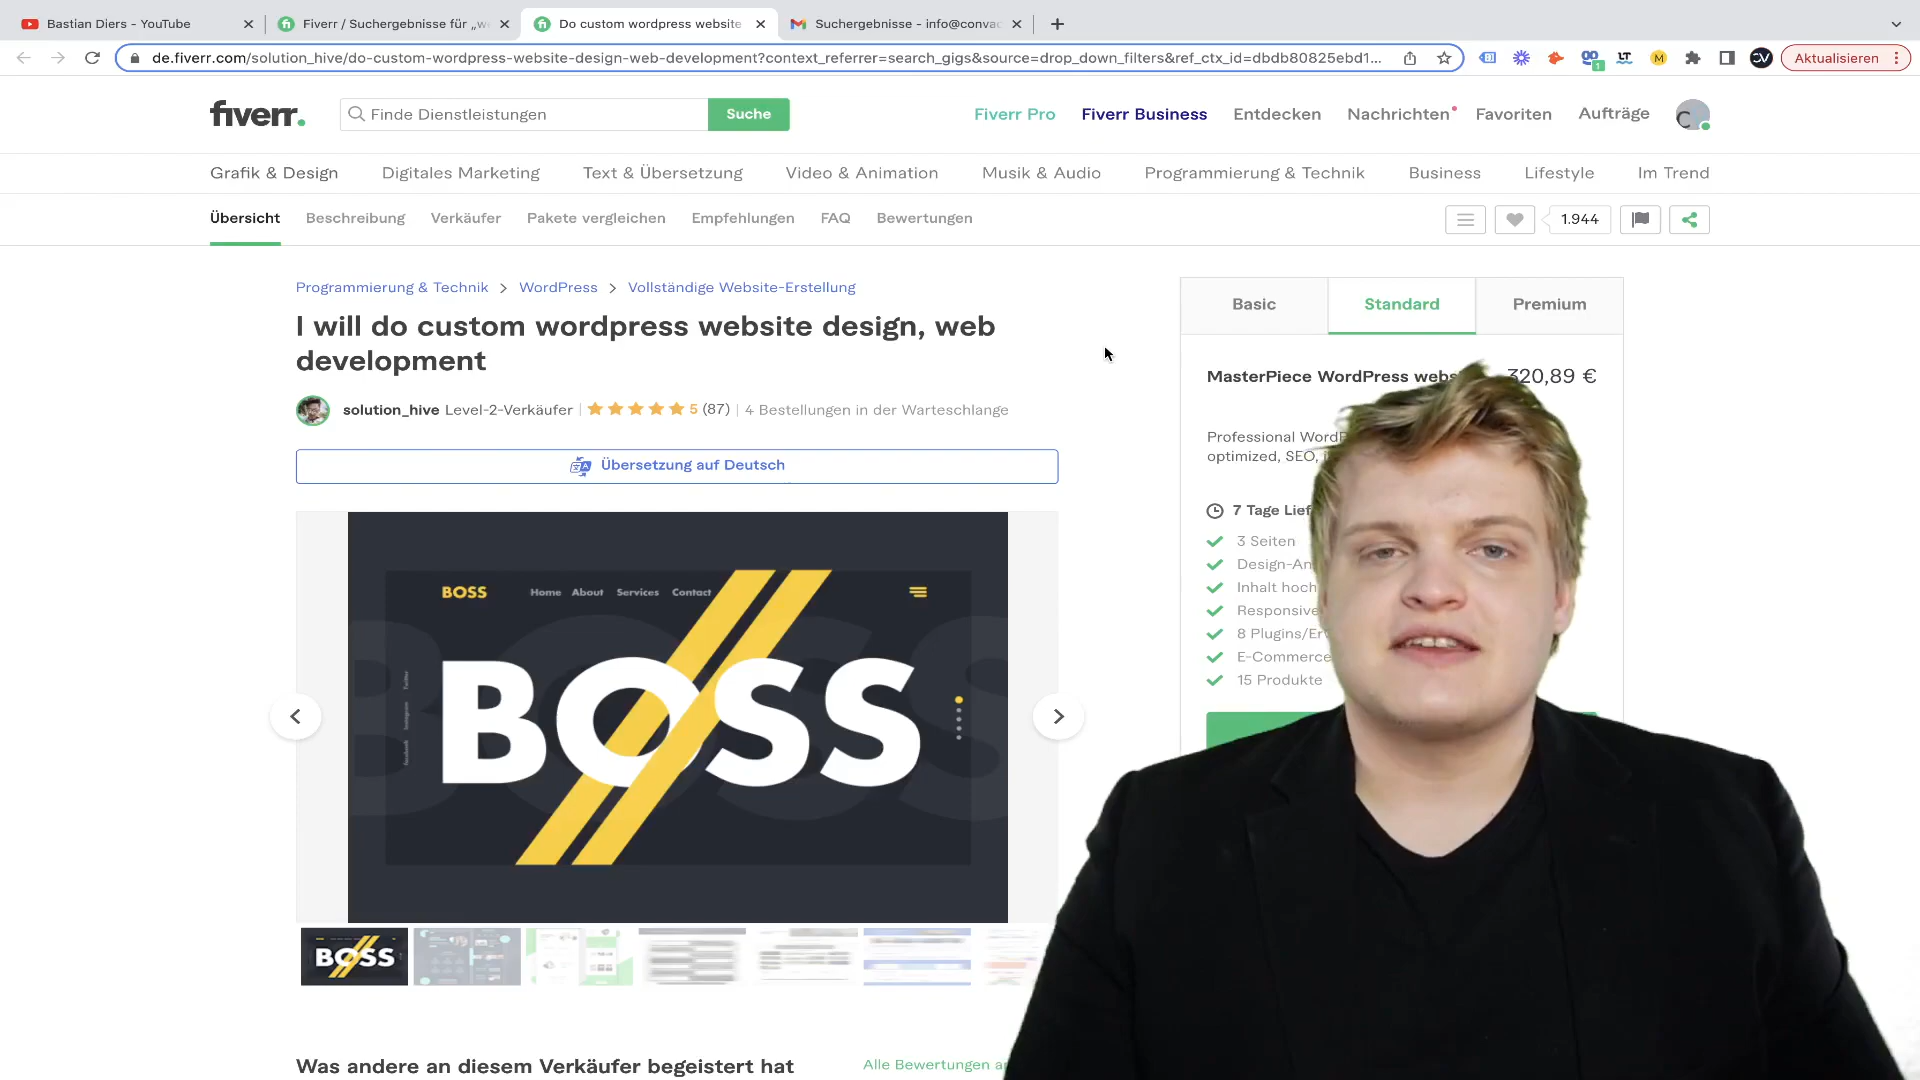 Bastian Diers - YouTube
Fiverr / Suchergebnisse für „w
Do custom wordpress website
Suchergebnisse - info@conva
de.fiverr.com/solution_hive/do-custom-wordpress-website-design-web-development?context_referrer=search_gigs&source=drop_down_filters&ref_ctx_id=dbdb80825ebd1...
Aktualisieren
fiverr.
Finde Dienstleistungen
Suche
Fiverr Pro
Fiverr Business
Entdecken
Nachrichten
Favoriten
Aufträge
Grafik & Design
Digitales Marketing
Text & Übersetzung
Video & Animation
Musik & Audio
Programmierung & Technik
Business
Lifestyle
Im Trend
Übersicht
Beschreibung
Verkäufer
Pakete vergleichen
Empfehlungen
FAQ
Bewertungen
1.944
Programmierung & Technik > WordPress > Vollständige Website-Erstellung
I will do custom wordpress website design, web
development
solution_hive Level-2-Verkäufer | 5 (87) | 4 Bestellungen in der Warteschlange
Übersetzung auf Deutsch
BOSS
Home About Services Contact
BOSS
BOSS
Was andere an diesem Verkäufer begeistert hat
Alle Bewertungen
Basic
Standard
Premium
MasterPiece WordPress webs
320,89 €
Professional WordP
optimized, SEO,
7 Tage Lief
3 Seiten
Design-An
Inhalt hoch
Responsive
8 Plugins/Er
E-Commerce
15 Produkte